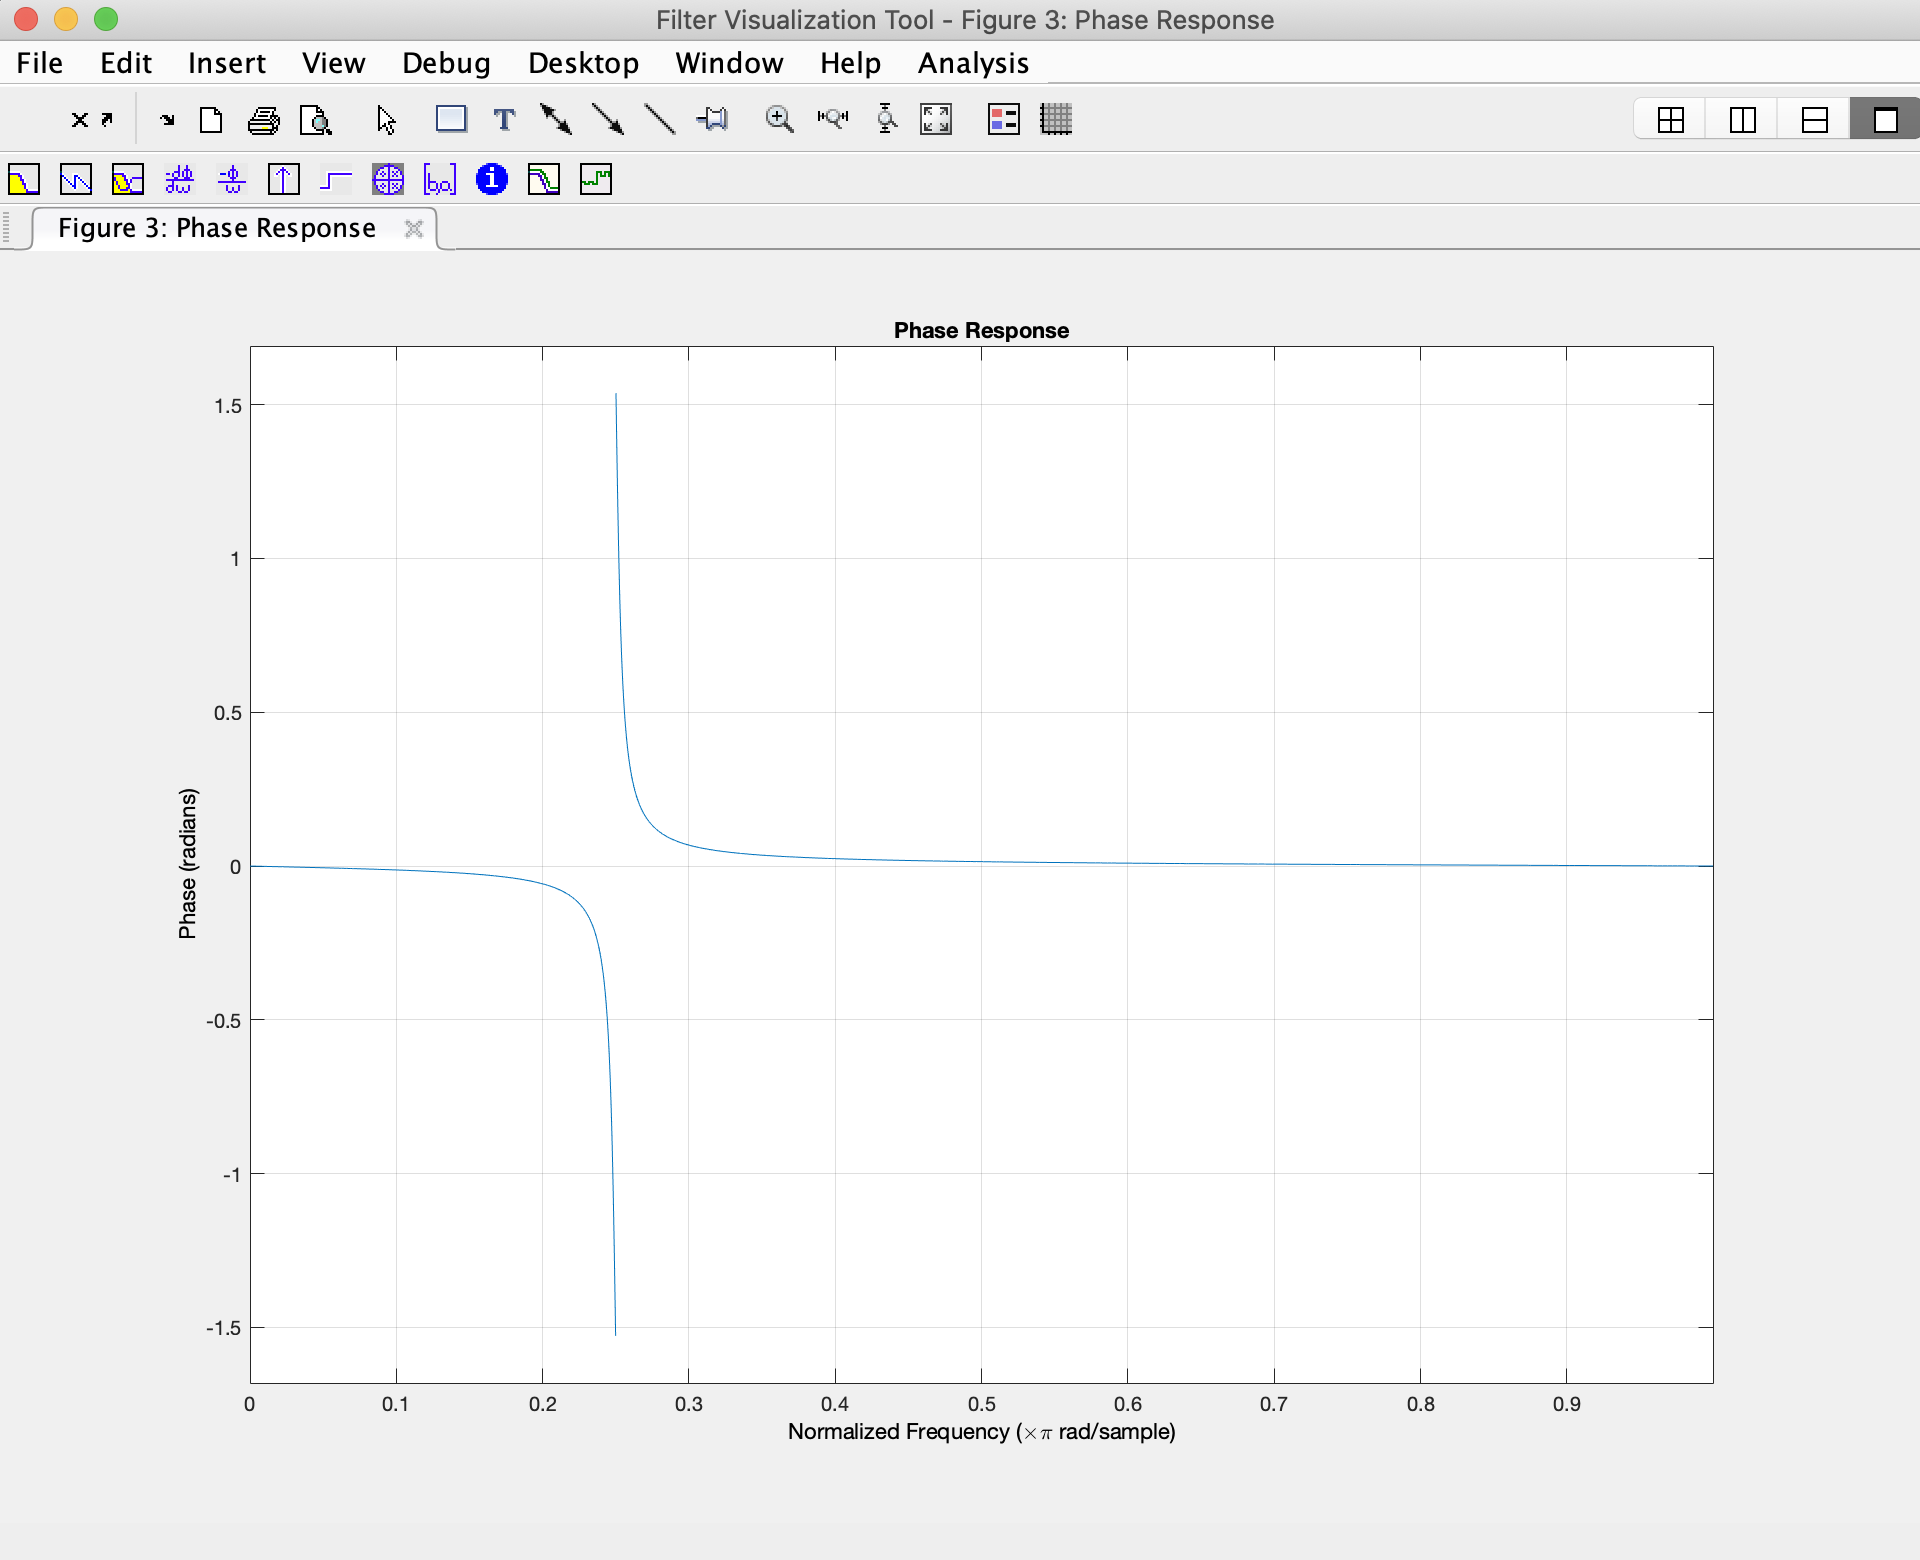 Filter Visualization Tool - Figure 3: Phase Response
File Edit Insert View Debug Desktop Window Help Analysis
T
-dϕ
dω
-ϕ
ω
[b,a]
i
Figure 3: Phase Response
Phase Response
1.5
1
0.5
0
-0.5
-1
-1.5
Phase (radians)
0 0.1 0.2 0.3 0.4 0.5 0.6 0.7 0.8 0.9
Normalized Frequency (×π rad/sample)